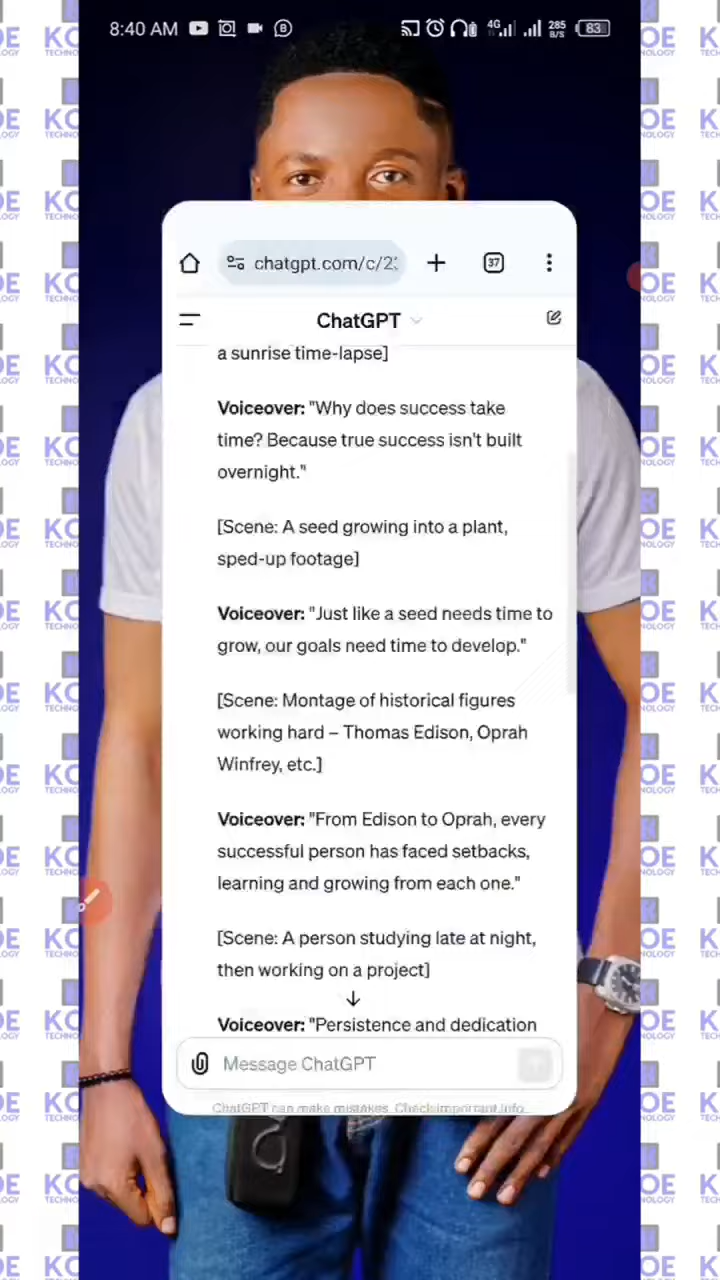 8:40 AM
4G
285
B/S
83
chatgpt.com/c/2
37
ChatGPT
a sunrise time-lapse]
Voiceover: "Why does success take
time? Because true success isn't built
overnight."
[Scene: A seed growing into a plant,
sped-up footage]
Voiceover: "Just like a seed needs time to
grow, our goals need time to develop."
[Scene: Montage of historical figures
working hard – Thomas Edison, Oprah
Winfrey, etc.]
Voiceover: "From Edison to Oprah, every
successful person has faced setbacks,
learning and growing from each one."
[Scene: A person studying late at night,
then working on a project]
Voiceover: "Persistence and dedication
Message ChatGPT
ChatGPT can make mistakes. Check important info.